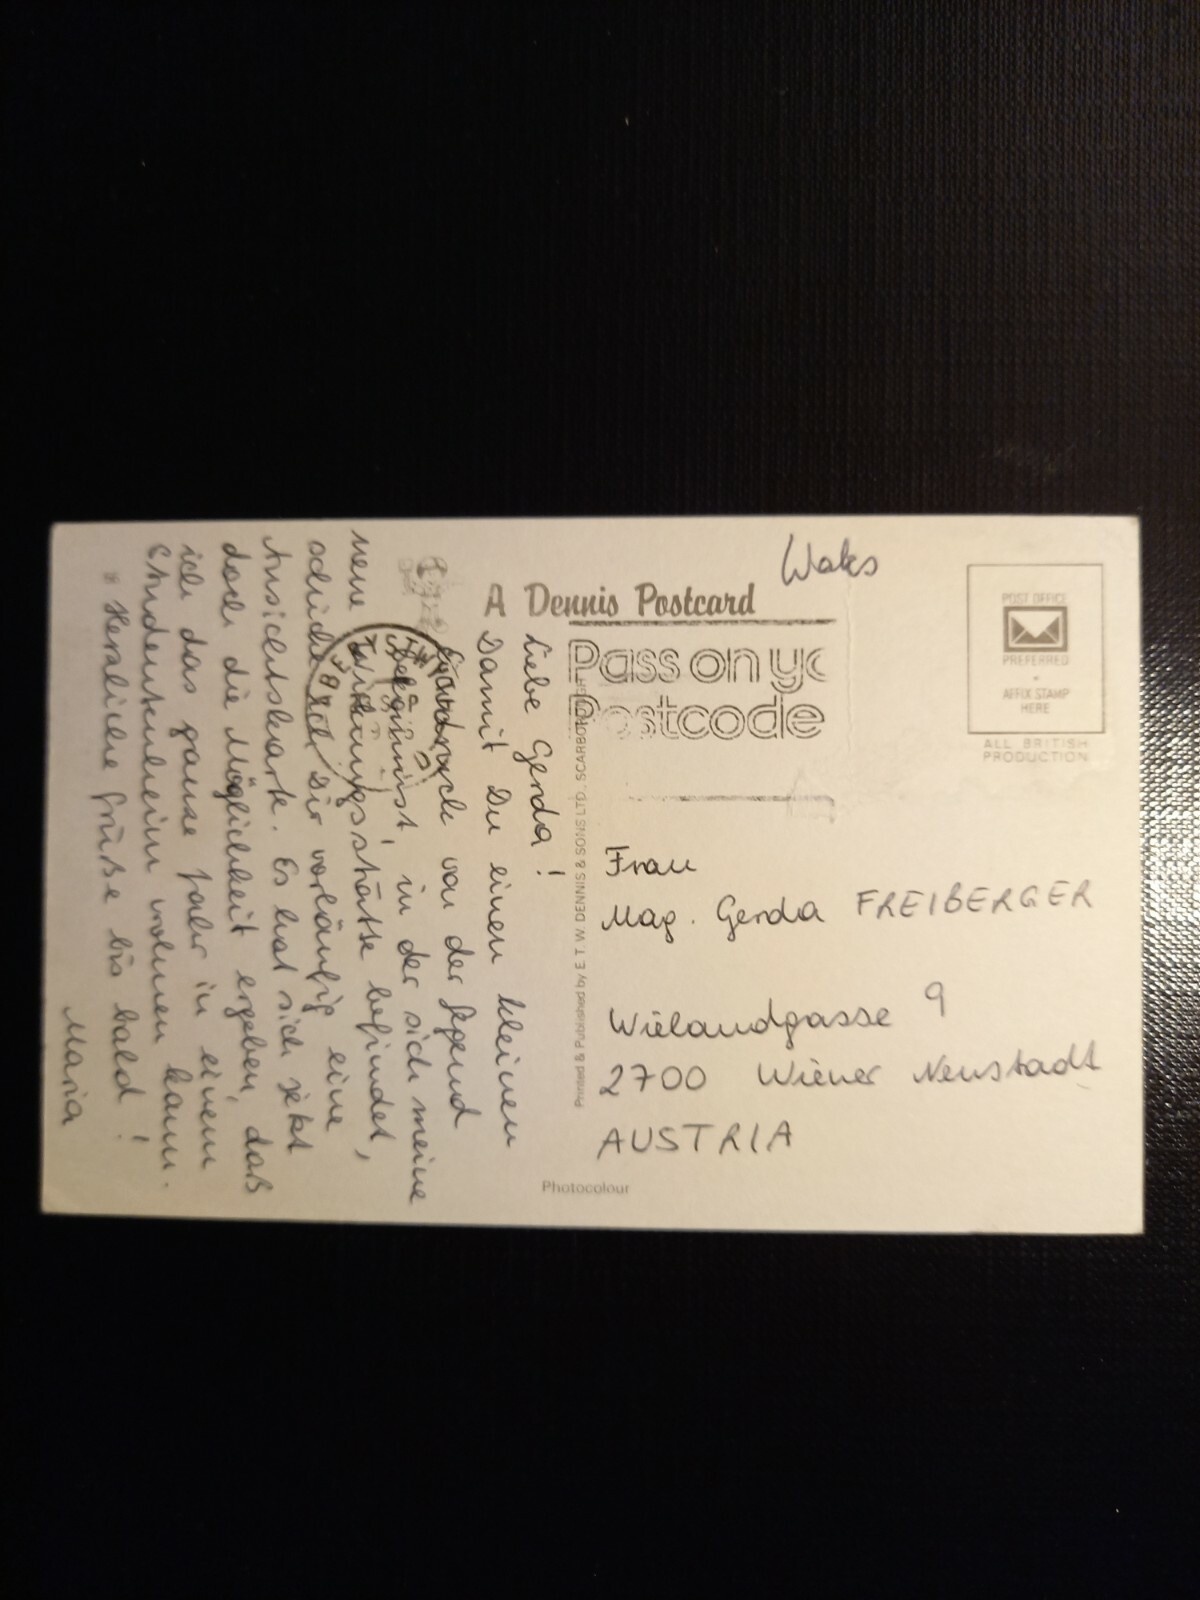 Wales
POST OFFICE
PREFERRED
AFFIX STAMP
HERE
ALL BRITISH
PRODUCTION
A Dennis Postcard
Pass on yo
Postcode
Liebe Gerda!
Damit Du einen kleinen
Eindruck von der Gegend
bekommst, in der sich meine
neue Wirkungsstätte befindet,
schicke ich Dir vorläufig eine
Ansichtskarte. Es hat sich jetzt
doch die Möglichkeit ergeben, daß
ich das ganze Jahr in einem
Studentenheim wohnen kann.
Herzliche Grüße bis bald!
Maria
Printed & Published by E. T. W. DENNIS & SONS LTD., SCARBOROUGH
Frau
Mag. Gerda FREIBERGER
Wielandgasse 9
2700 Wiener Neustadt
AUSTRIA
Photocolour